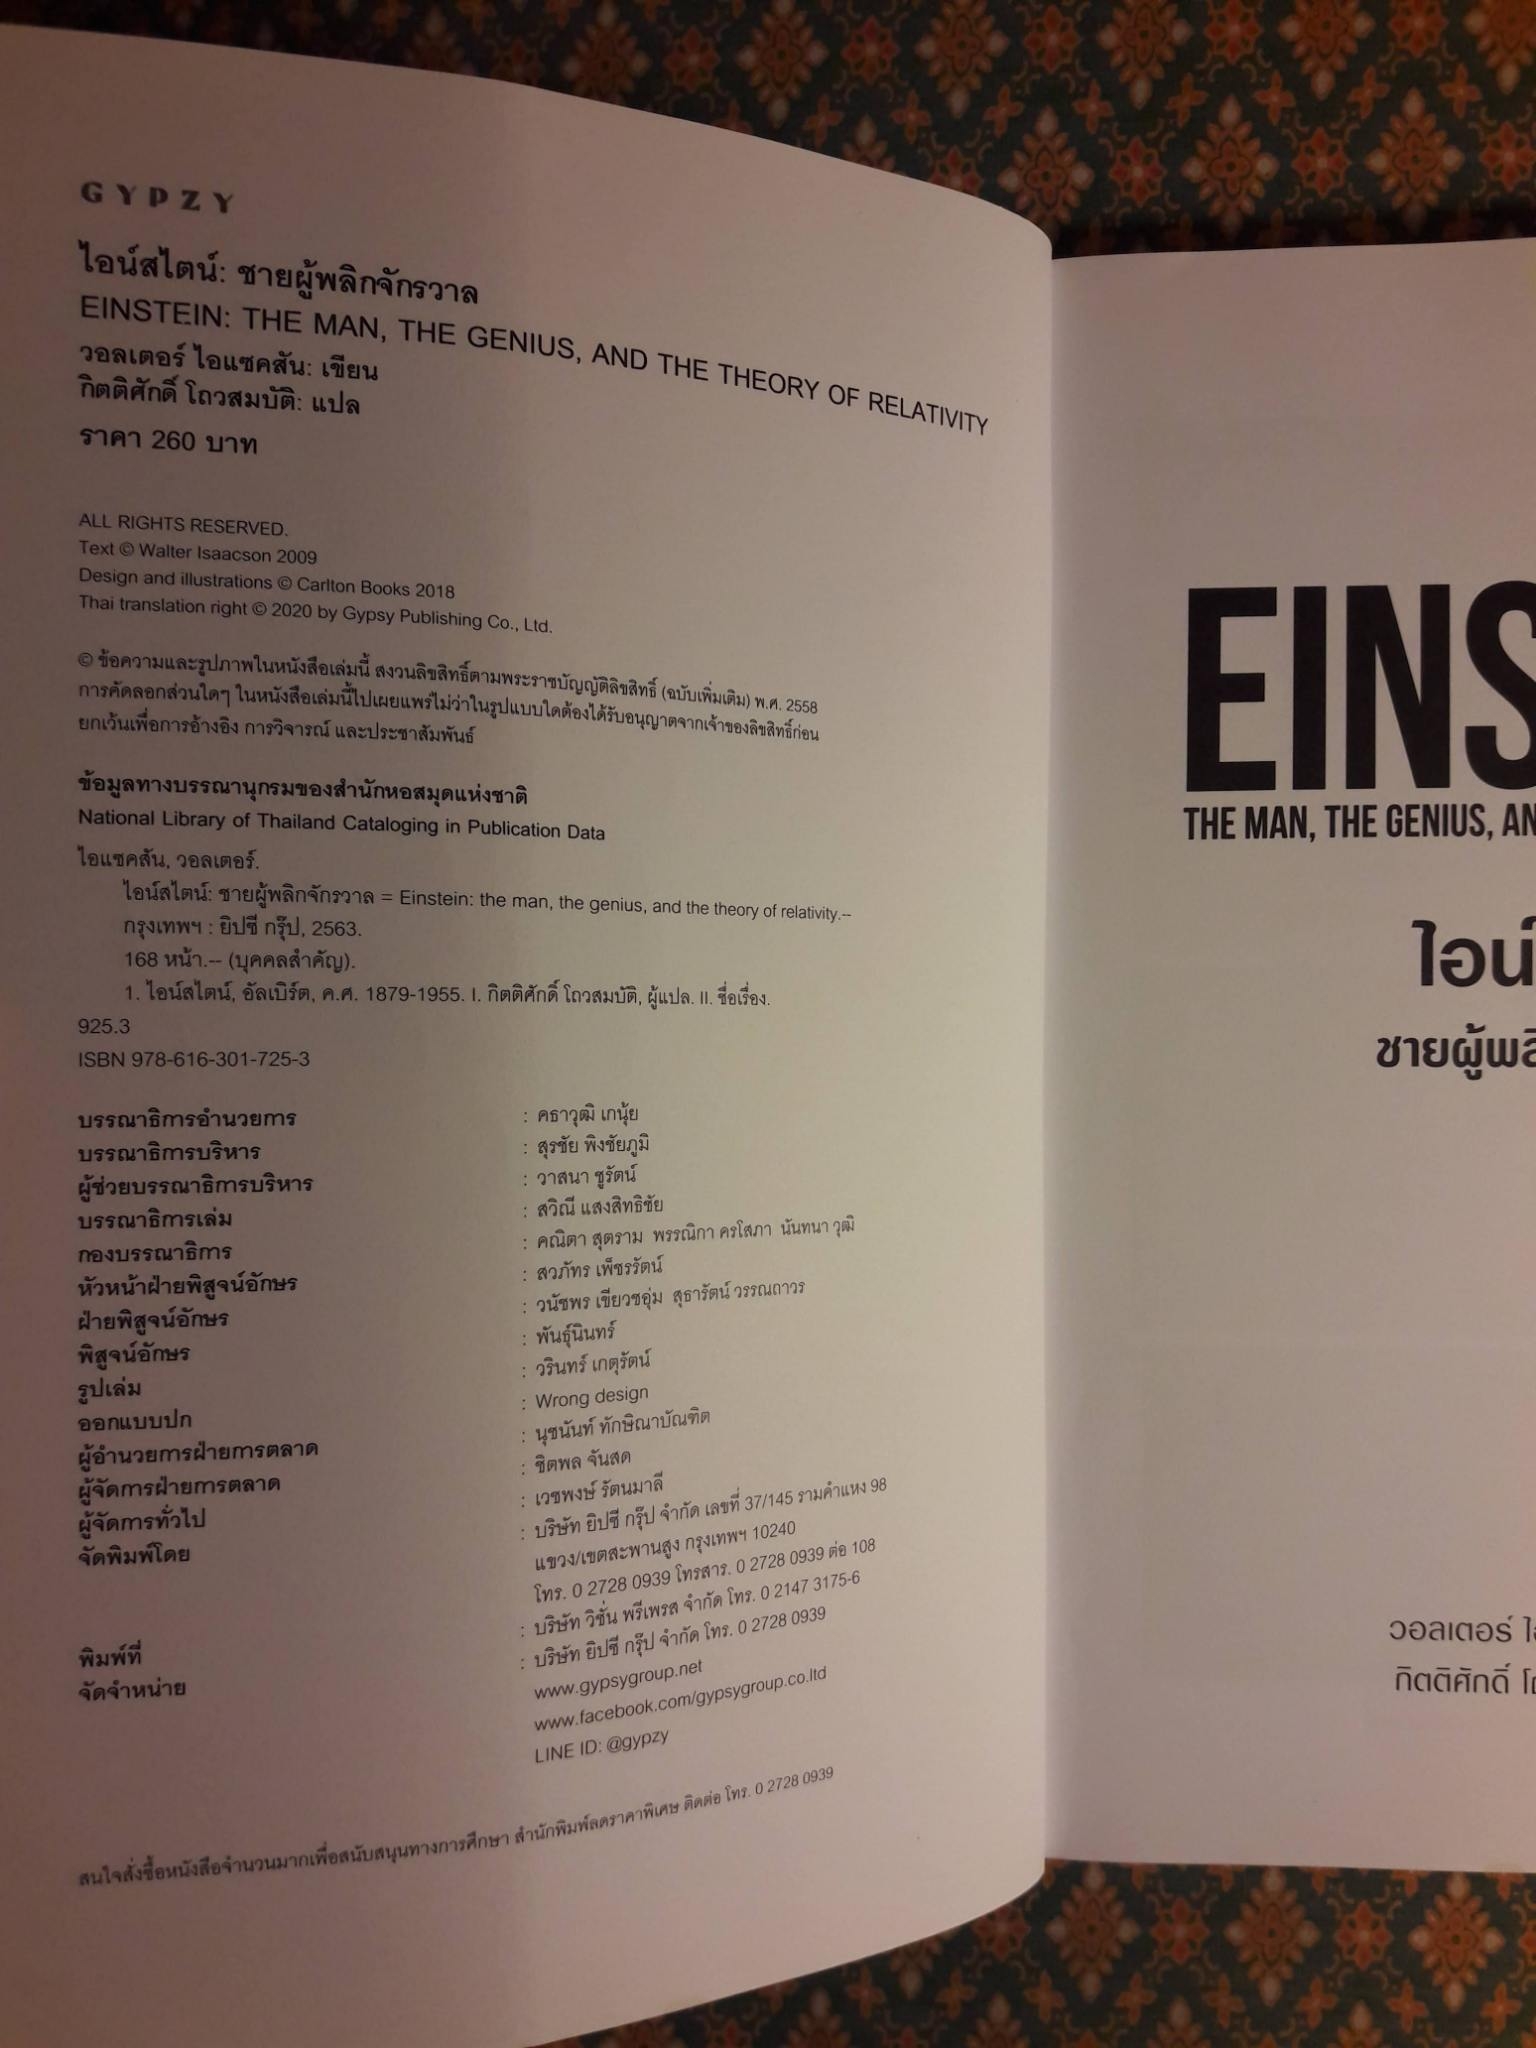 GYPZY
ไอน์สไตน์: ชายผู้พลิกจักรวาล
EINSTEIN: THE MAN, THE GENIUS, AND THE THEORY OF RELATIVITY
วอลเตอร์ ไอแซคสัน: เขียน
กิตติศักดิ์ โถวสมบัติ: แปล
ราคา 260 บาท
ALL RIGHTS RESERVED.
Text © Walter Isaacson 2009
Design and illustrations © Carlton Books 2018
Thai translation right © 2020 by Gypsy Publishing Co., Ltd.
© ข้อความและรูปภาพในหนังสือเล่มนี้ สงวนลิขสิทธิ์ตามพระราชบัญญัติลิขสิทธิ์ (ฉบับเพิ่มเติม) พ.ศ. 2558
การคัดลอกส่วนใดๆ ในหนังสือเล่มนี้ไปเผยแพร่ไม่ว่าในรูปแบบใดต้องได้รับอนุญาตจากเจ้าของลิขสิทธิ์ก่อน
ยกเว้นเพื่อการอ้างอิง การวิจารณ์ และประชาสัมพันธ์
ข้อมูลทางบรรณานุกรมของสำนักหอสมุดแห่งชาติ
National Library of Thailand Cataloging in Publication Data
ไอแซคสัน, วอลเตอร์.
ไอน์สไตน์: ชายผู้พลิกจักรวาล = Einstein: the man, the genius, and the theory of relativity.--
กรุงเทพฯ : ยิปซี กรุ๊ป, 2563.
168 หน้า.-- (บุคคลสำคัญ).
1. ไอน์สไตน์, อัลเบิร์ต, ค.ศ. 1879-1955. I. กิตติศักดิ์ โถวสมบัติ, ผู้แปล. II. ชื่อเรื่อง.
925.3
ISBN 978-616-301-725-3
บรรณาธิการอำนวยการ : คธาวุฒิ เกนุ้ย
บรรณาธิการบริหาร : สุรชัย พิงชัยภูมิ
ผู้ช่วยบรรณาธิการบริหาร : วาสนา ชูรัตน์
บรรณาธิการเล่ม : สวิณี แสงสิทธิชัย
กองบรรณาธิการ : คณิตา สุตราม พรรณิกา ครโสภา นันทนา วุฒิ
หัวหน้าฝ่ายพิสูจน์อักษร : สวภัทร เพ็ชรรัตน์
ฝ่ายพิสูจน์อักษร : วนัชพร เขียวชอุ่ม สุธารัตน์ วรรณถาวร
พิสูจน์อักษร : พันธุ์นินทร์
รูปเล่ม : วรินทร์ เกตุรัตน์
ออกแบบปก : Wrong design
ผู้อำนวยการฝ่ายการตลาด : นุชนันท์ ทักษิณาบัณฑิต
ผู้จัดการฝ่ายการตลาด : ชิตพล จันสด
ผู้จัดการทั่วไป : เวชพงษ์ รัตนมาลี
จัดพิมพ์โดย : บริษัท ยิปซี กรุ๊ป จำกัด เลขที่ 37/145 รามคำแหง 98
แขวง/เขตสะพานสูง กรุงเทพฯ 10240
โทร. 0 2728 0939 โทรสาร. 0 2728 0939 ต่อ 108
พิมพ์ที่ : บริษัท วิชั่น พรีเพรส จำกัด โทร. 0 2147 3175-6
จัดจำหน่าย : บริษัท ยิปซี กรุ๊ป จำกัด โทร. 0 2728 0939
www.gypsygroup.net
www.facebook.com/gypsygroup.co.ltd
LINE ID: @gypzy
สนใจสั่งซื้อหนังสือจำนวนมากเพื่อสนับสนุนทางการศึกษา สำนักพิมพ์ลดราคาพิเศษ ติดต่อ โทร. 0 2728 0939
EINS
THE MAN, THE GENIUS, AN
ไอน์
ชายผู้พลิ
วอลเตอร์ ไอ
กิตติศักดิ์ โถ